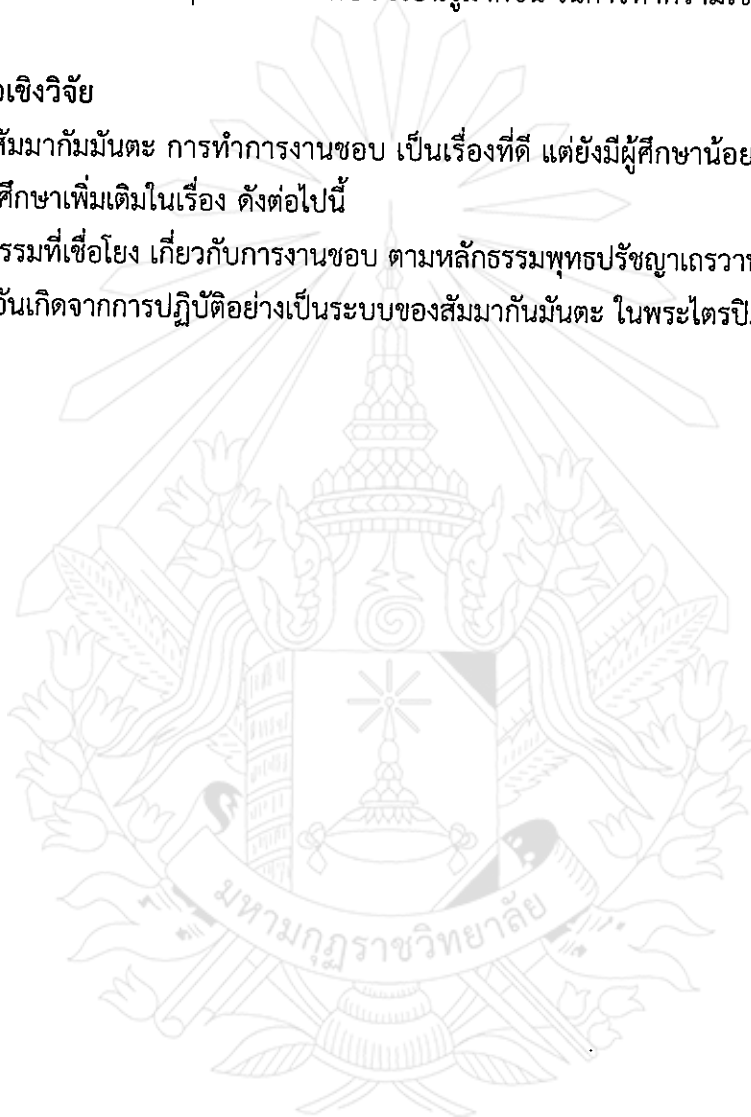 เชิงวิจัย
สัมมากัมมันตะ การทำการงานชอบ เป็นเรื่องที่ดี แต่ยังมีผู้ศึกษาน้อย
ศึกษาเพิ่มเติมในเรื่อง ดังต่อไปนี้
รรมที่เชื่อโยง เกี่ยวกับการงานชอบ ตามหลักธรรมพุทธปรัชญาเถรวา
อันเกิดจากการปฏิบัติอย่างเป็นระบบของสัมมากันมันตะ ในพระไตรปิ
มหามกุฏราชวิทยาลัย